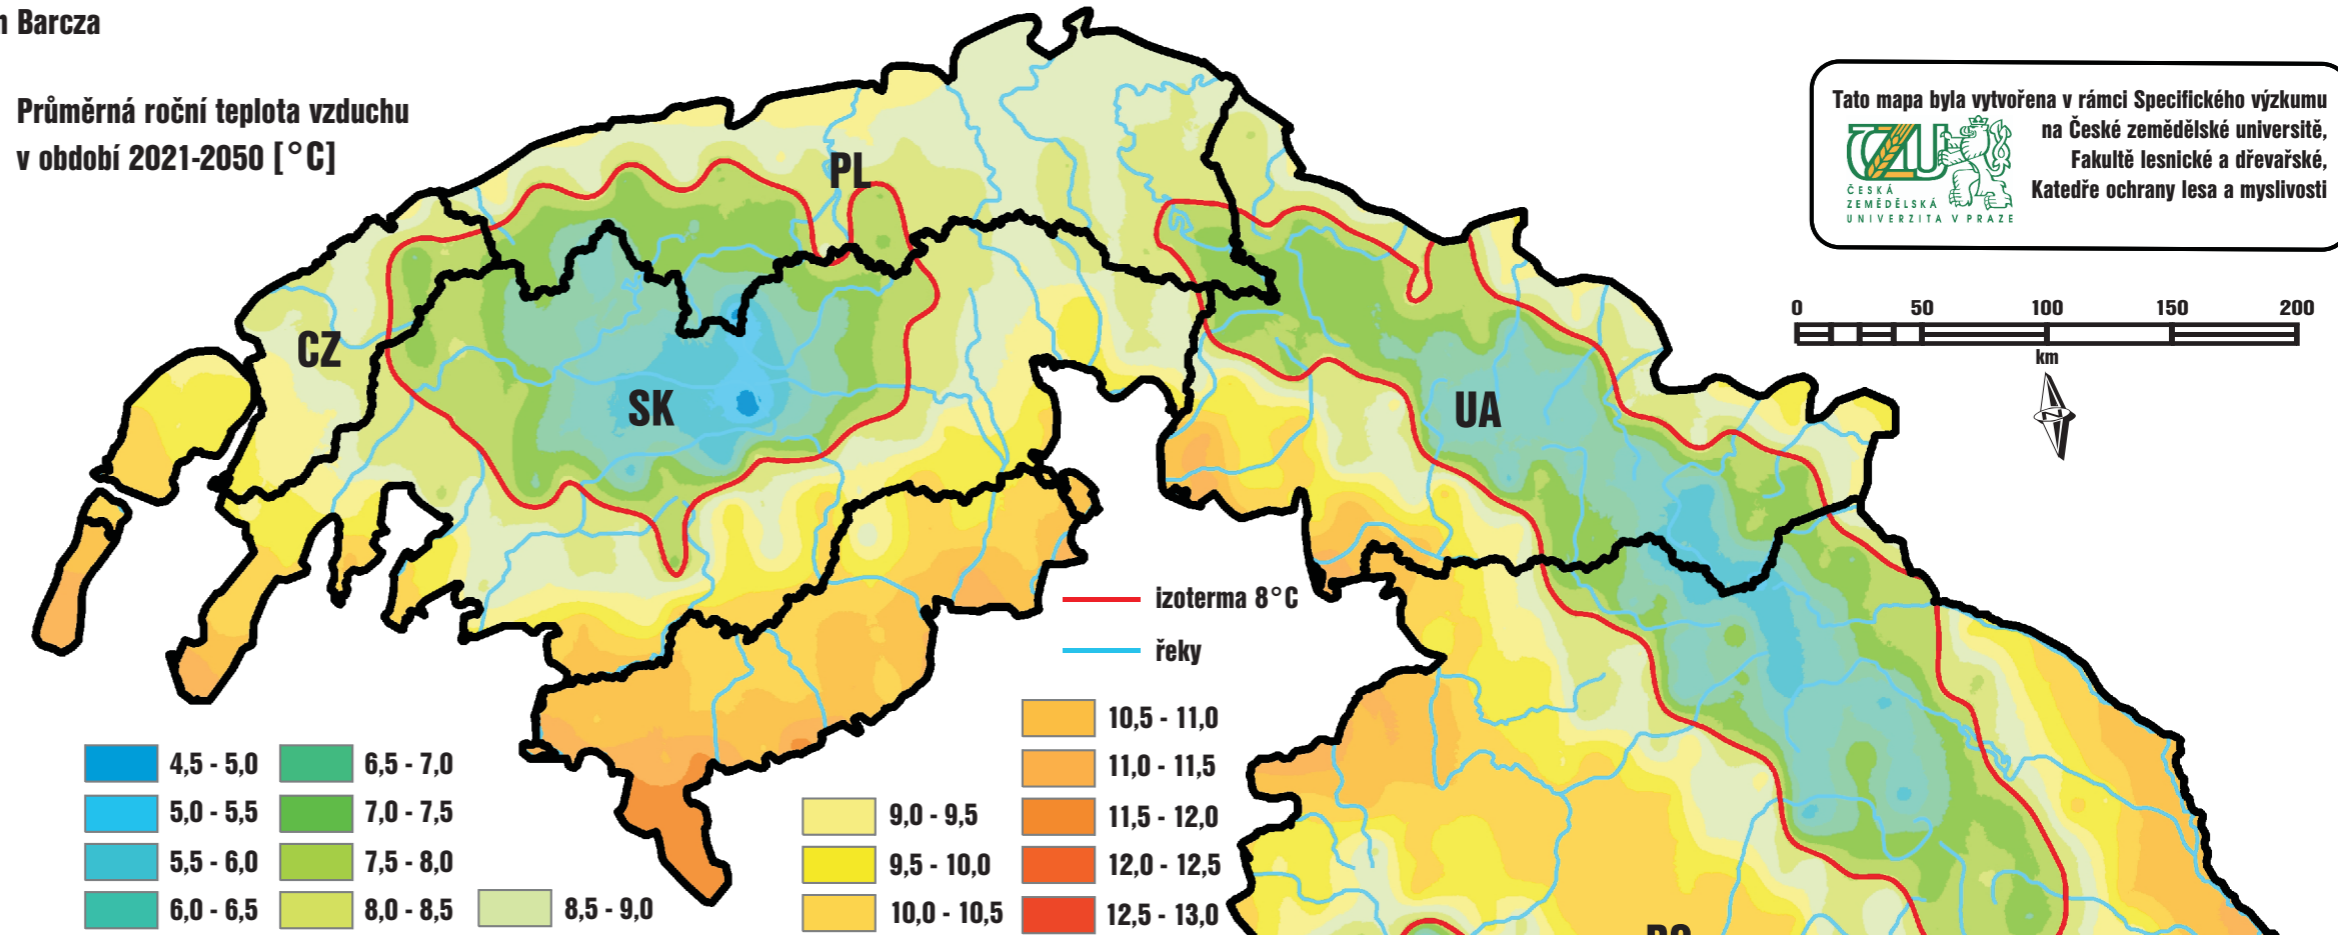 Barcza
Průměrná roční teplota vzduchu
v období 2021-2050 [°C]
Tato mapa byla vytvořena v rámci Specifického výzkumu
na České zemědělské universitě,
Fakultě lesnické a dřevařské,
Katedře ochrany lesa a myslivosti
ČZU
ČESKÁ
ZEMĚDĚLSKÁ
UNIVERZITA V PRAZE
PL
CZ
SK
UA
0 50 100 150 200
km
N
izoterma 8°C
řeky
4,5 - 5,0
5,0 - 5,5
5,5 - 6,0
6,0 - 6,5
6,5 - 7,0
7,0 - 7,5
7,5 - 8,0
8,0 - 8,5
8,5 - 9,0
9,0 - 9,5
9,5 - 10,0
10,0 - 10,5
10,5 - 11,0
11,0 - 11,5
11,5 - 12,0
12,0 - 12,5
12,5 - 13,0